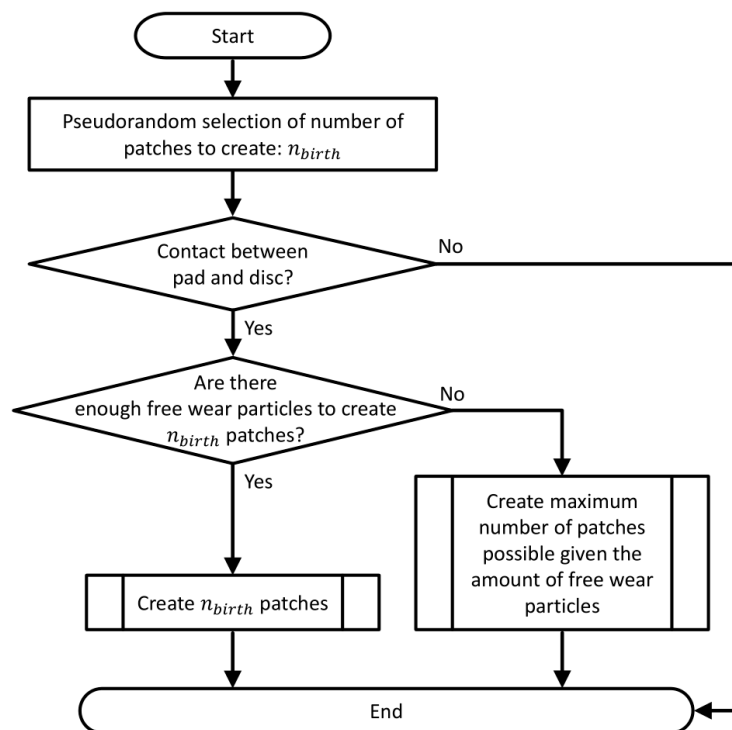 Start
Pseudorandom selection of number of
patches to create: n_birth
Contact between
pad and disc?
No
Yes
Are there
enough free wear particles to create
n_birth patches?
No
Yes
Create maximum
number of patches
possible given the
amount of free wear
particles
Create n_birth patches
End